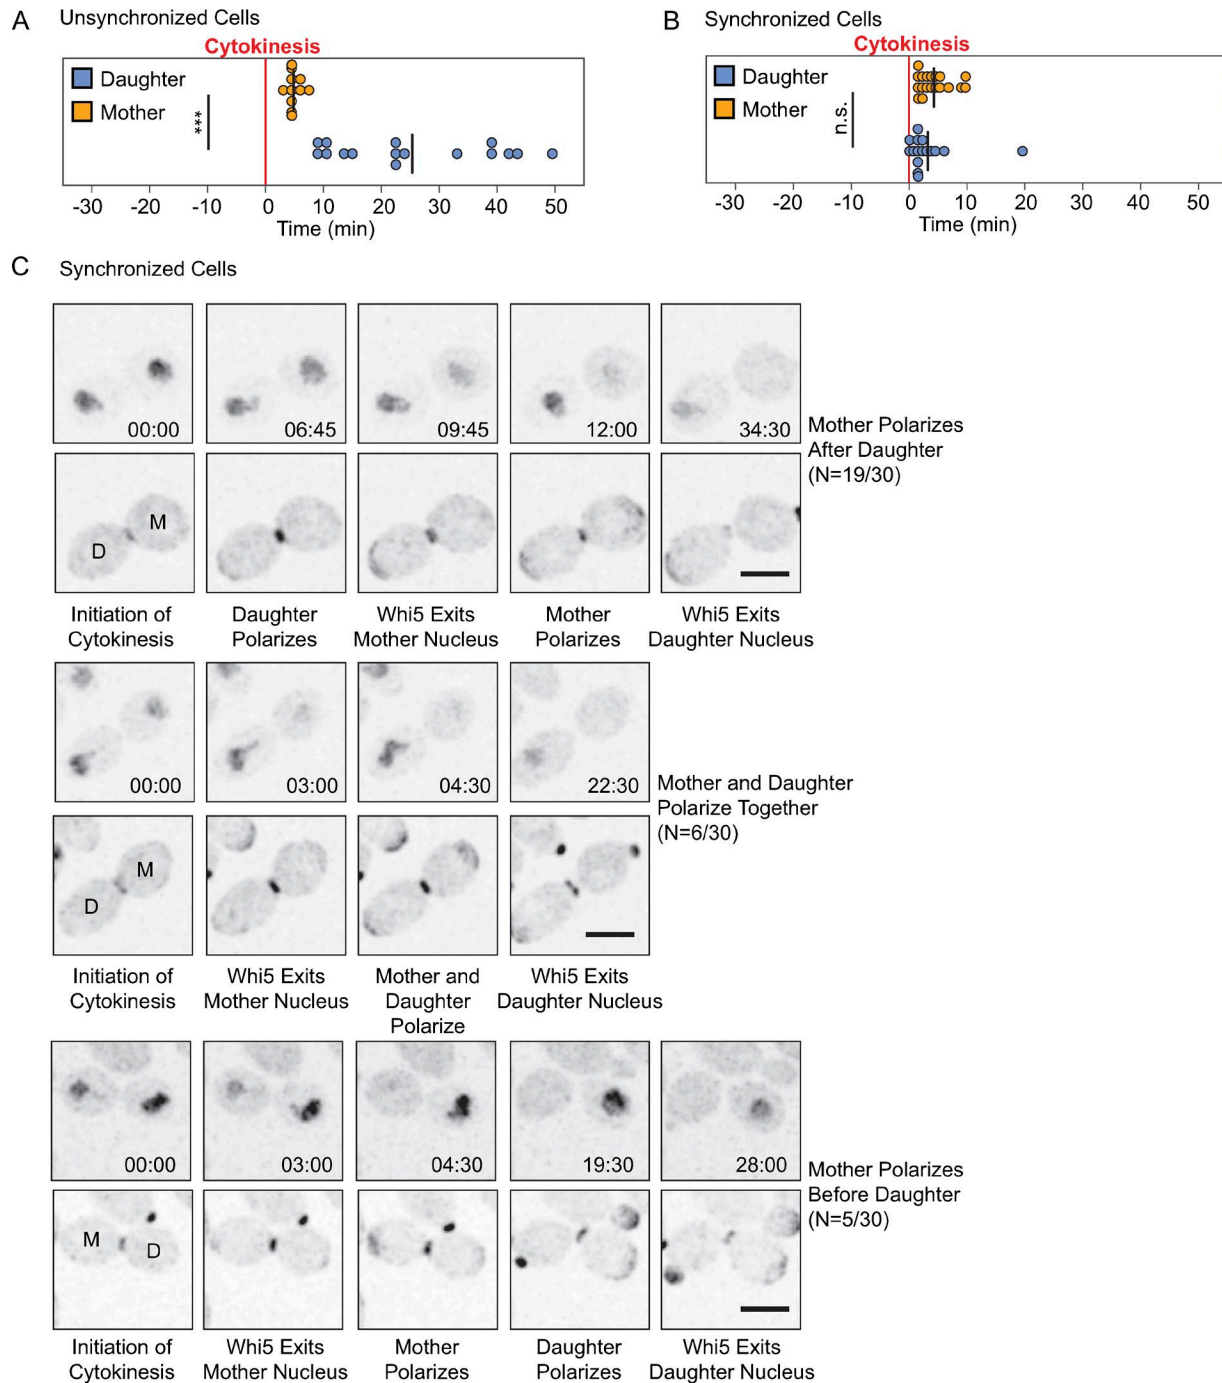 A Unsynchronized Cells
Cytokinesis
Daughter
Mother
***
-30 -20 -10 0 10 20 30 40 50
Time (min)
B Synchronized Cells
Cytokinesis
Daughter
Mother
n.s.
-30 -20 -10 0 10 20 30 40 50
Time (min)
C Synchronized Cells
00:00 06:45 09:45 12:00 34:30
D M
Mother Polarizes
After Daughter
(N=19/30)
Initiation of Cytokinesis
Daughter Polarizes
Whi5 Exits Mother Nucleus
Mother Polarizes
Whi5 Exits Daughter Nucleus
00:00 03:00 04:30 22:30
D M
Mother and Daughter
Polarize Together
(N=6/30)
Initiation of Cytokinesis
Whi5 Exits Mother Nucleus
Mother and Daughter Polarize
Whi5 Exits Daughter Nucleus
00:00 03:00 04:30 19:30 28:00
M D
Mother Polarizes
Before Daughter
(N=5/30)
Initiation of Cytokinesis
Whi5 Exits Mother Nucleus
Mother Polarizes
Daughter Polarizes
Whi5 Exits Daughter Nucleus